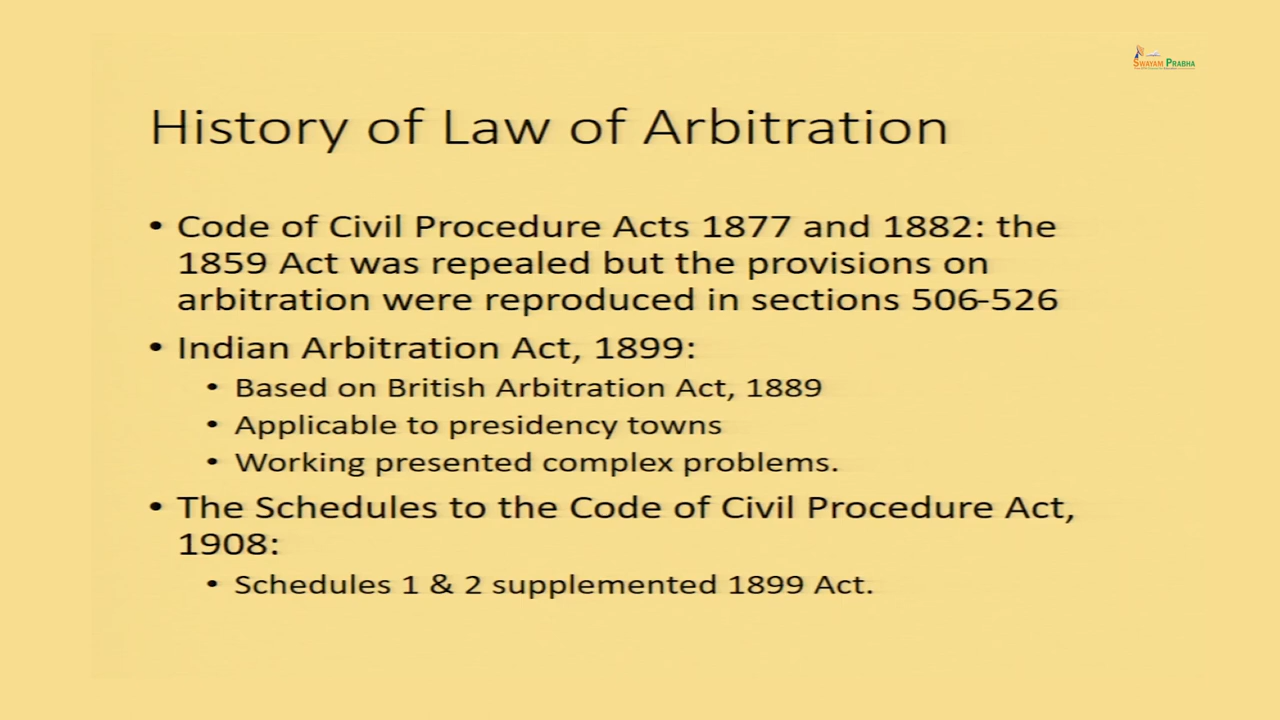 SWAYAM PRABHA
History of Law of Arbitration
• Code of Civil Procedure Acts 1877 and 1882: the
1859 Act was repealed but the provisions on
arbitration were reproduced in sections 506-526
• Indian Arbitration Act, 1899:
• Based on British Arbitration Act, 1889
• Applicable to presidency towns
• Working presented complex problems.
• The Schedules to the Code of Civil Procedure Act,
1908:
• Schedules 1 & 2 supplemented 1899 Act.